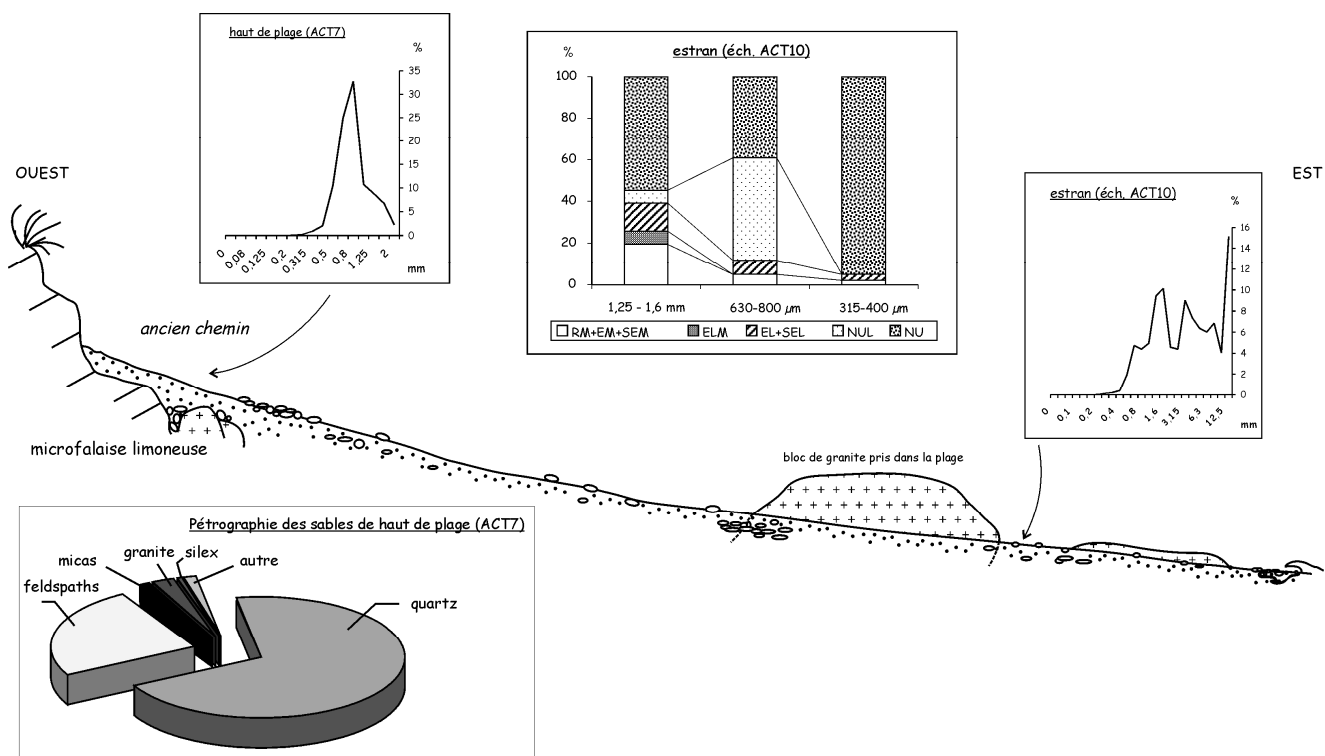 haut de plage (ACT7)
%
35
30
25
20
15
10
5
0
0
0,08
0,125
0,2
0,315
0,5
0,8
1,25
2
mm
estran (éch, ACT10)
%
100
80
60
40
20
0
1,25 - 1,6 mm
630-800 µm
315-400 µm
RM+EM+SEM
ELM
EL+SEL
NUL
NU
OUEST
EST
estran (éch, ACT10)
%
16
14
12
10
8
6
4
2
0
0
0,1
0,2
0,4
0,8
1,6
3,15
6,3
12,5
mm
ancien chemin
microfalaise limoneuse
bloc de granite pris dans la plage
Pétrographie des sables de haut de plage (ACT7)
granite
silex
micas
autre
feldspaths
quartz